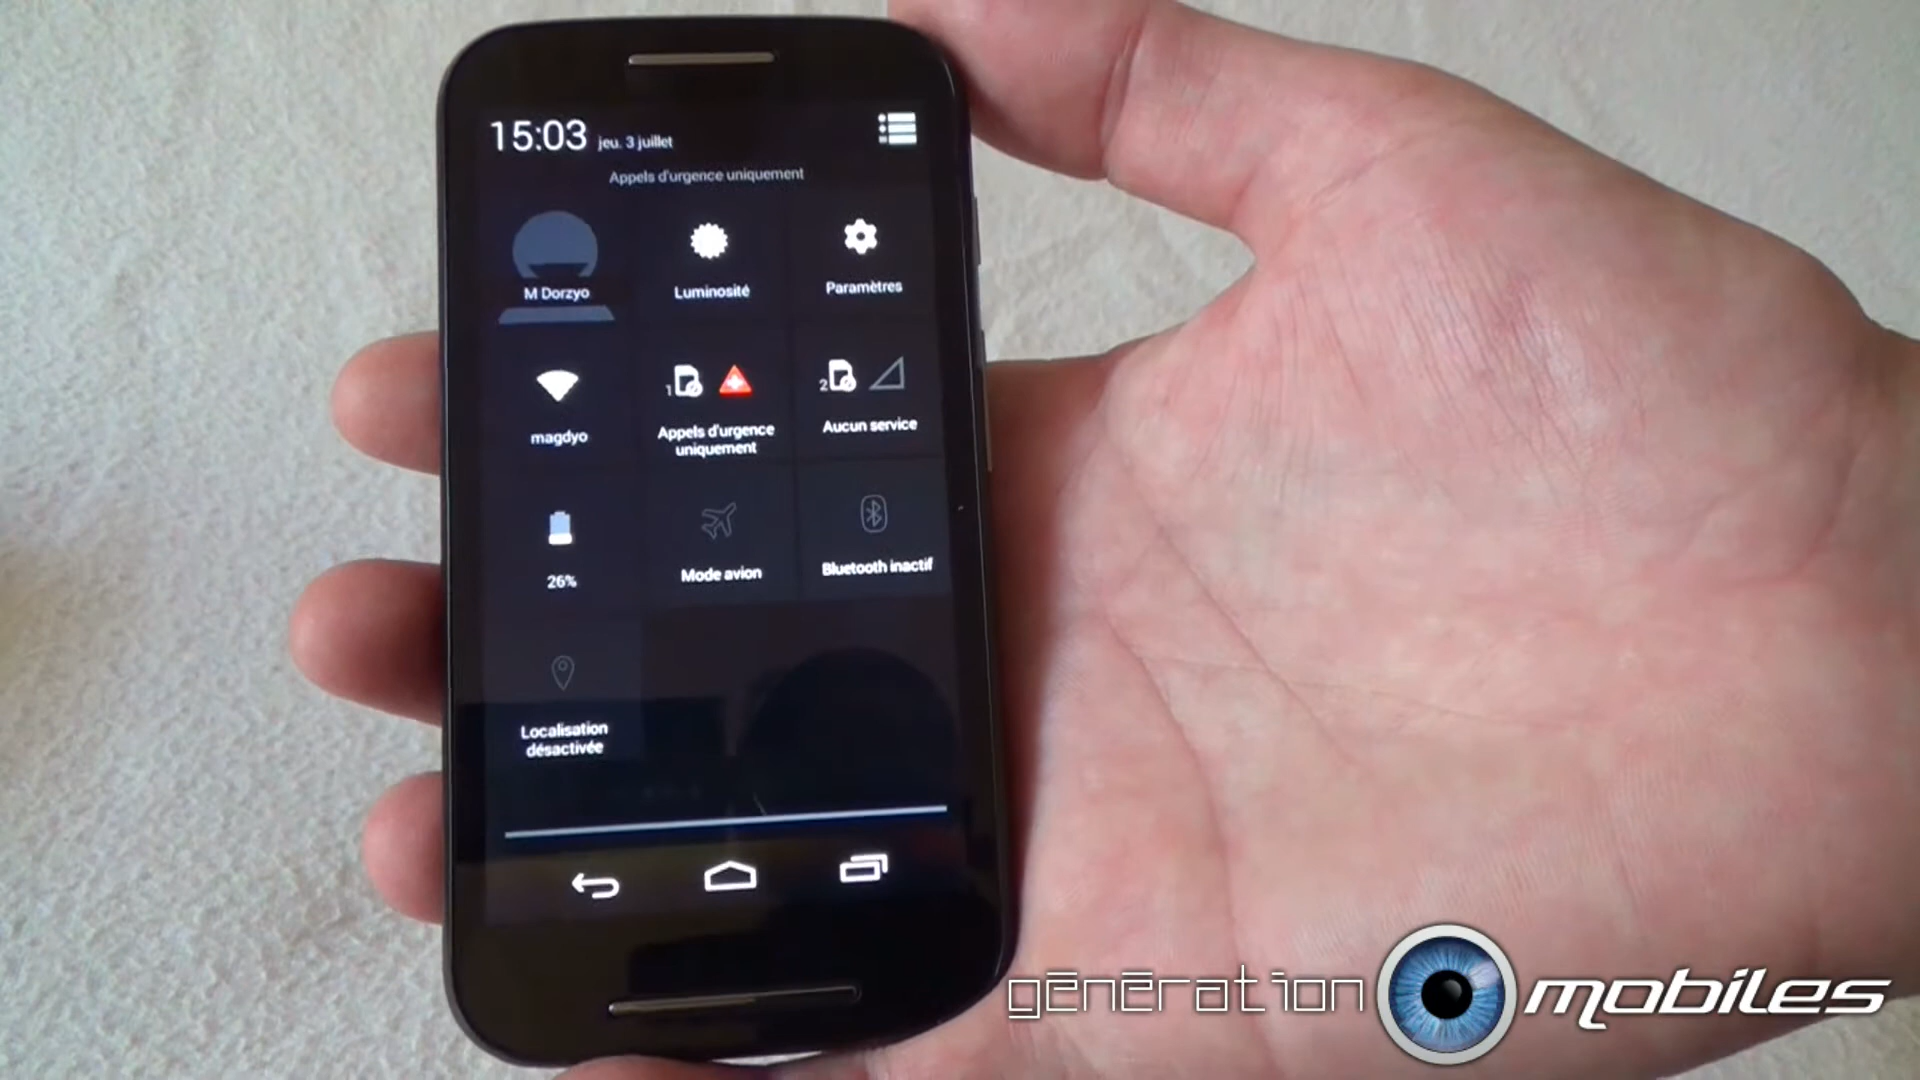 15:03 jeu. 3 juillet
Appels d'urgence uniquement
M Dorzyo
Luminosité
Paramètres
magdyo
1
Appels d'urgence
uniquement
2
Aucun service
26%
Mode avion
Bluetooth inactif
Localisation
désactivée
génération mobiles